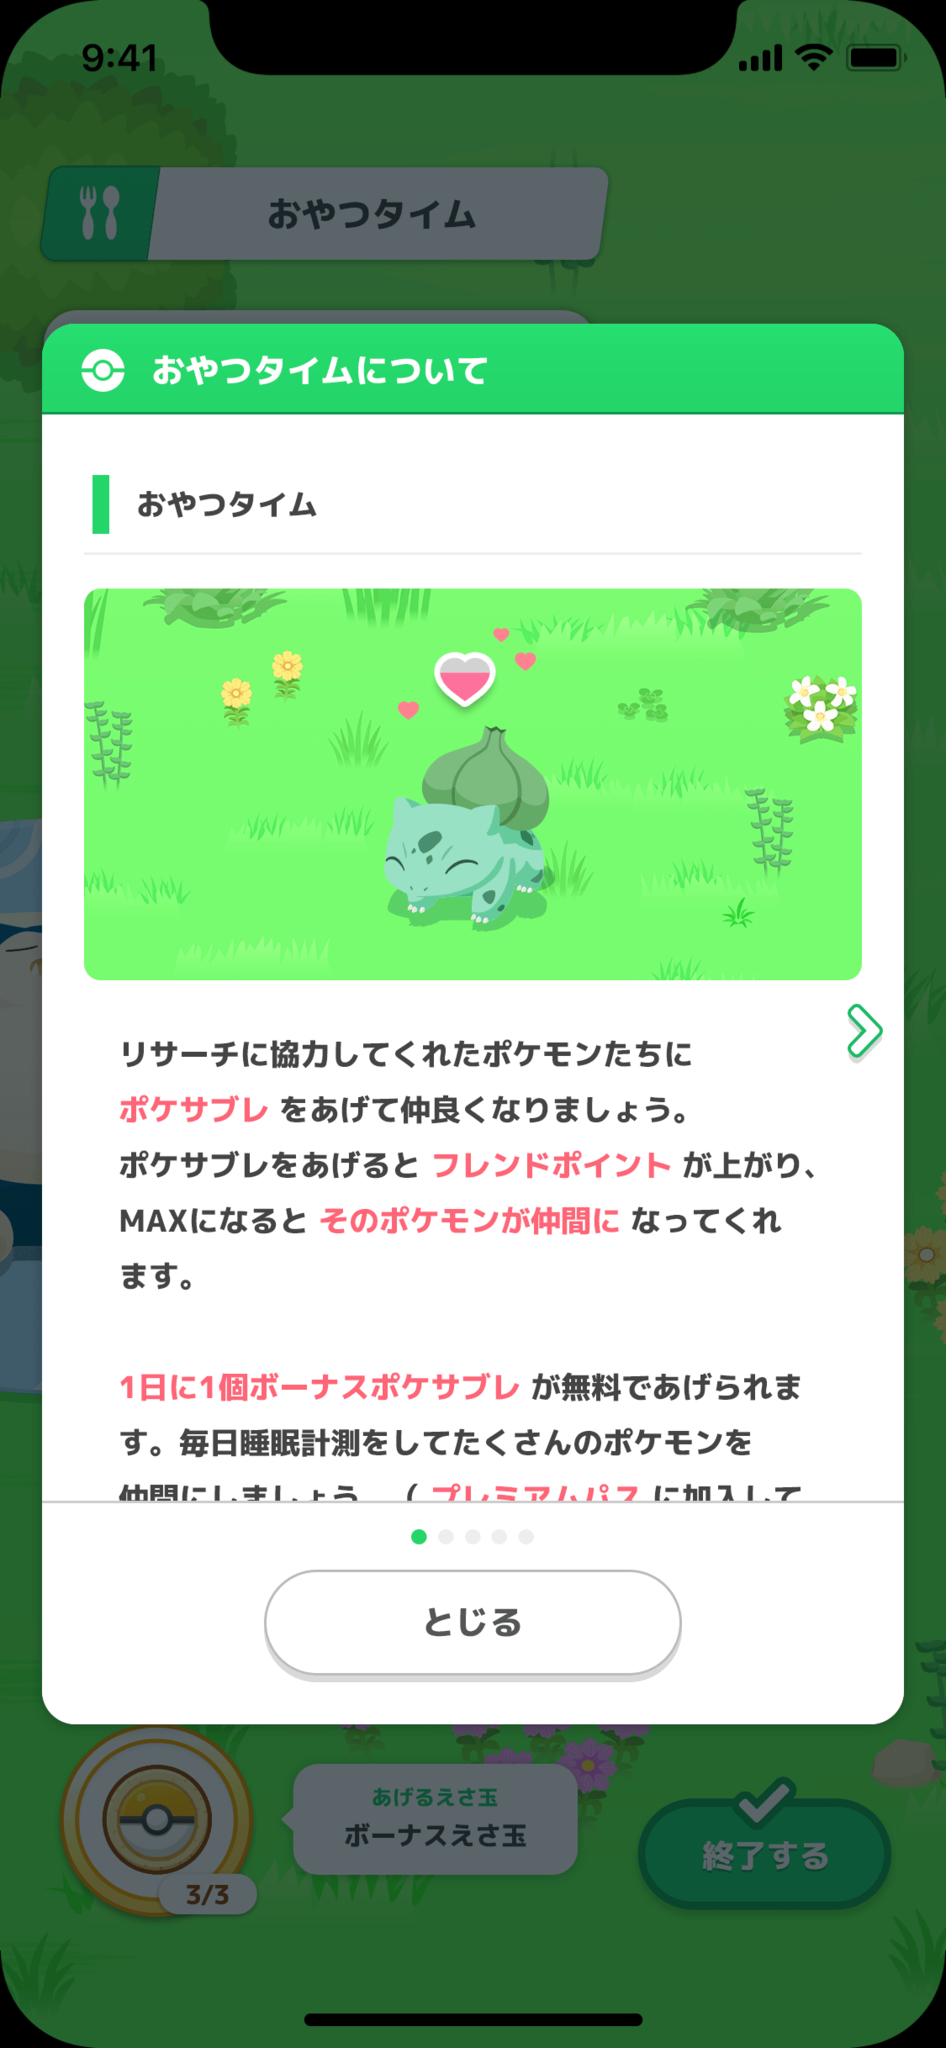 9:41
おやつタイム
おやつタイムについて
おやつタイム
リサーチに協力してくれたポケモンたちに
ポケサブレ をあげて仲良くなりましょう。
ポケサブレをあげると フレンドポイント が上がり、
MAXになると そのポケモンが仲間に なってくれ
ます。
1日に1個ボーナスポケサブレ が無料であげられま
す。毎日睡眠計測をしてたくさんのポケモンを
仲間にしましょう。（ プレミアムパス に加入して
とじる
あげるえさ玉
ボーナスえさ玉
3/3
終了する